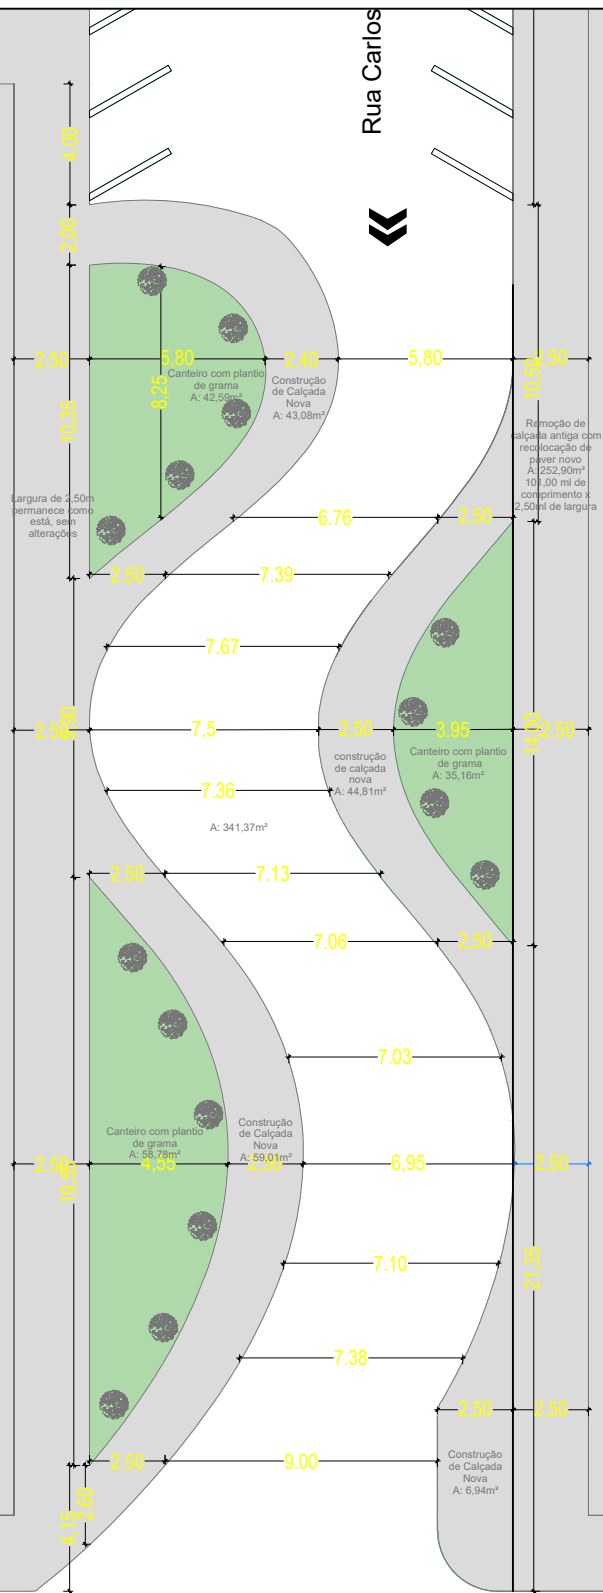 Rua Carlos
4.00
2.00
2.50
5.80
2.40
5,80
2,50
10,50
8,25
10,35
Canteiro com plantio
de grama
A: 42,59m²
Construção
de Calçada
Nova
A: 43,08m²
Remoção de
calçada antiga com
recolocação de
paver novo
A: 252,90m²
101,00 ml de
comprimento x
2,50ml de largura
Largura de 2,50m
permanece como
está, sem
alterações
6.76
2,50
2.50
7.39
7.67
2.50
7,5
2.50
3.95
14,00
2.50
construção
de calçada
nova
A: 44,81m²
Canteiro com plantio
de grama
A: 35,16m²
7.36
A: 341,37m²
2.50
7.13
7.06
2,50
7.03
Canteiro com plantio
de grama
A: 58,78m²
Construção
de Calçada
Nova
A: 59,01m²
2.50
4,55
2,50
6.95
2,50
21,35
7.10
7.38
2,50
2,50
2.50
9.00
Construção
de Calçada
Nova
A: 6,94m²
4.15
2.60